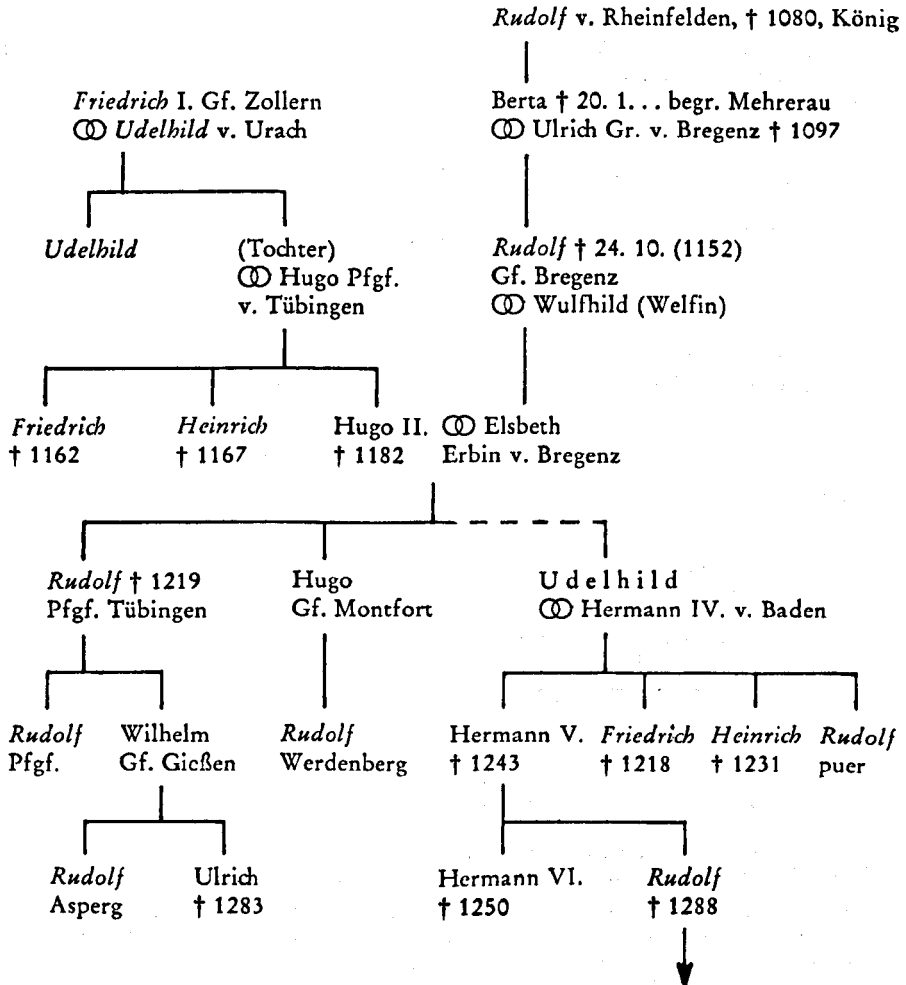 Rudolf v. Rheinfelden, † 1080, König
Friedrich I. Gf. Zollern
⚭ Udelhild v. Urach
Berta † 20. 1. . . begr. Mehrerau
⚭ Ulrich Gr. v. Bregenz † 1097
Udelhild
(Tochter)
⚭ Hugo Pfgf.
v. Tübingen
Rudolf † 24. 10. (1152)
Gf. Bregenz
⚭ Wulfhild (Welfin)
Friedrich
† 1162
Heinrich
† 1167
Hugo II.
† 1182
⚭ Elsbeth
Erbin v. Bregenz
Rudolf † 1219
Pfgf. Tübingen
Hugo
Gf. Montfort
Udelhild
⚭ Hermann IV. v. Baden
Rudolf
Pfgf.
Wilhelm
Gf. Gießen
Rudolf
Werdenberg
Hermann V.
† 1243
Friedrich
† 1218
Heinrich
† 1231
Rudolf
puer
Rudolf
Asperg
Ulrich
† 1283
Hermann VI.
† 1250
Rudolf
† 1288